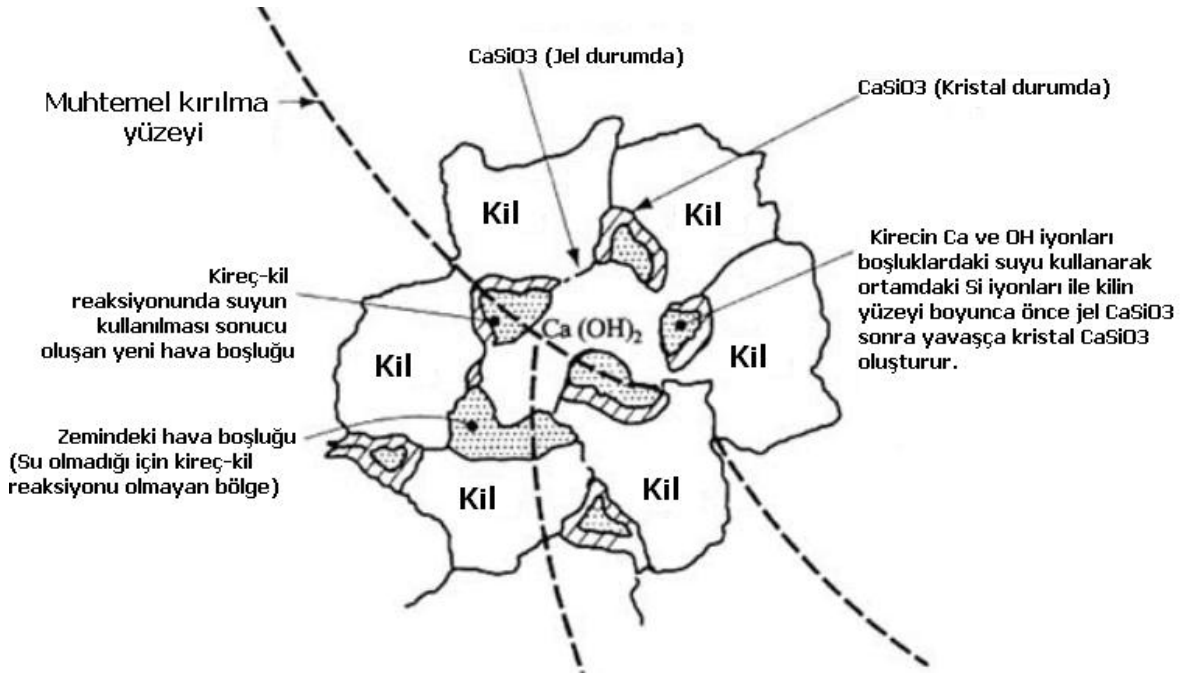 CaSiO3 (Jel durumda)
CaSiO3 (Kristal durumda)
Muhtemel kırılma
yüzeyi
Kil
Kil
Kirecin Ca ve OH iyonları
boşluklardaki suyu kullanarak
ortamdaki Si iyonları ile kilin
yüzeyi boyunca önce jel CaSiO3
sonra yavaşça kristal CaSiO3
oluşturur.
Kireç-kil
reaksiyonunda suyun
kullanılması sonucu
oluşan yeni hava boşluğu
Ca (OH)₂
Kil
Kil
Zemindeki hava boşluğu
(Su olmadığı için kireç-kil
reaksiyonu olmayan bölge)
Kil
Kil